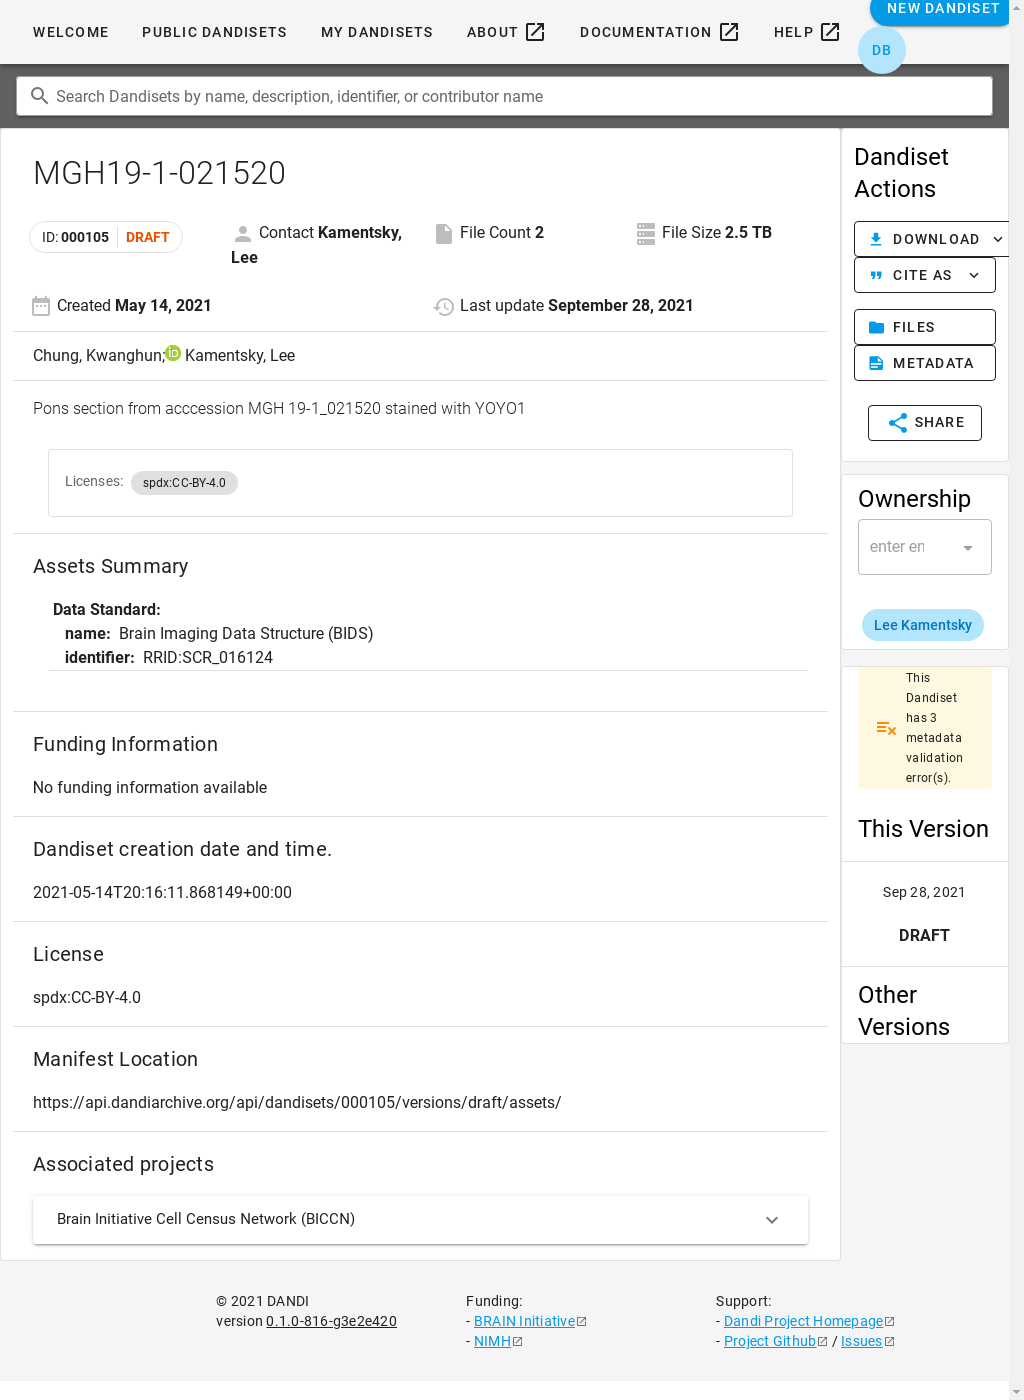 WELCOME PUBLIC DANDISETS MY DANDISETS ABOUT DOCUMENTATION HELP NEW DANDISET
DB
Search Dandisets by name, description, identifier, or contributor name
MGH19-1-021520
ID: 000105 DRAFT
Contact Kamentsky,
Lee
File Count 2
File Size 2.5 TB
Created May 14, 2021
Last update September 28, 2021
Chung, Kwanghun; iD Kamentsky, Lee
Pons section from acccession MGH 19-1_021520 stained with YOYO1
Licenses: spdx:CC-BY-4.0
Assets Summary
Data Standard:
name: Brain Imaging Data Structure (BIDS)
identifier: RRID:SCR_016124
Funding Information
No funding information available
Dandiset creation date and time.
2021-05-14T20:16:11.868149+00:00
License
spdx:CC-BY-4.0
Manifest Location
https://api.dandiarchive.org/api/dandisets/000105/versions/draft/assets/
Associated projects
Brain Initiative Cell Census Network (BICCN)
Dandiset
Actions
DOWNLOAD
CITE AS
FILES
METADATA
SHARE
Ownership
enter en
Lee Kamentsky
This
Dandiset
has 3
metadata
validation
error(s).
This Version
Sep 28, 2021
DRAFT
Other
Versions
© 2021 DANDI
version 0.1.0-816-g3e2e420
Funding:
- BRAIN Initiative
- NIMH
Support:
- Dandi Project Homepage
- Project Github / Issues